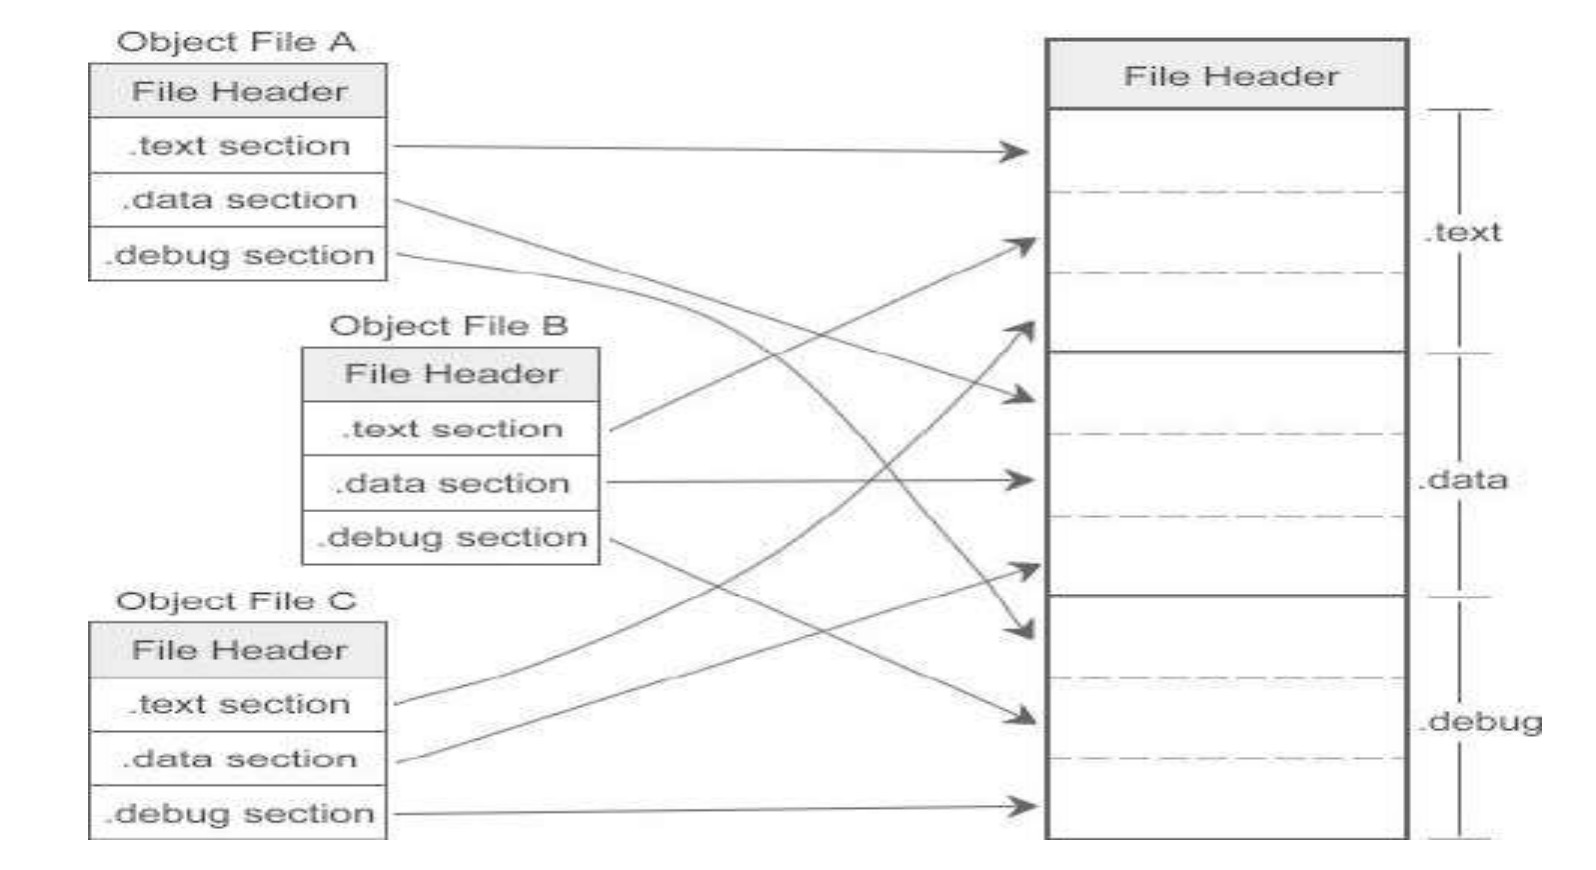 Object File A
File Header
.text section
.data section
.debug section
Object File B
File Header
.text section
.data section
.debug section
Object File C
File Header
.text section
.data section
.debug section
File Header
.text
.data
.debug